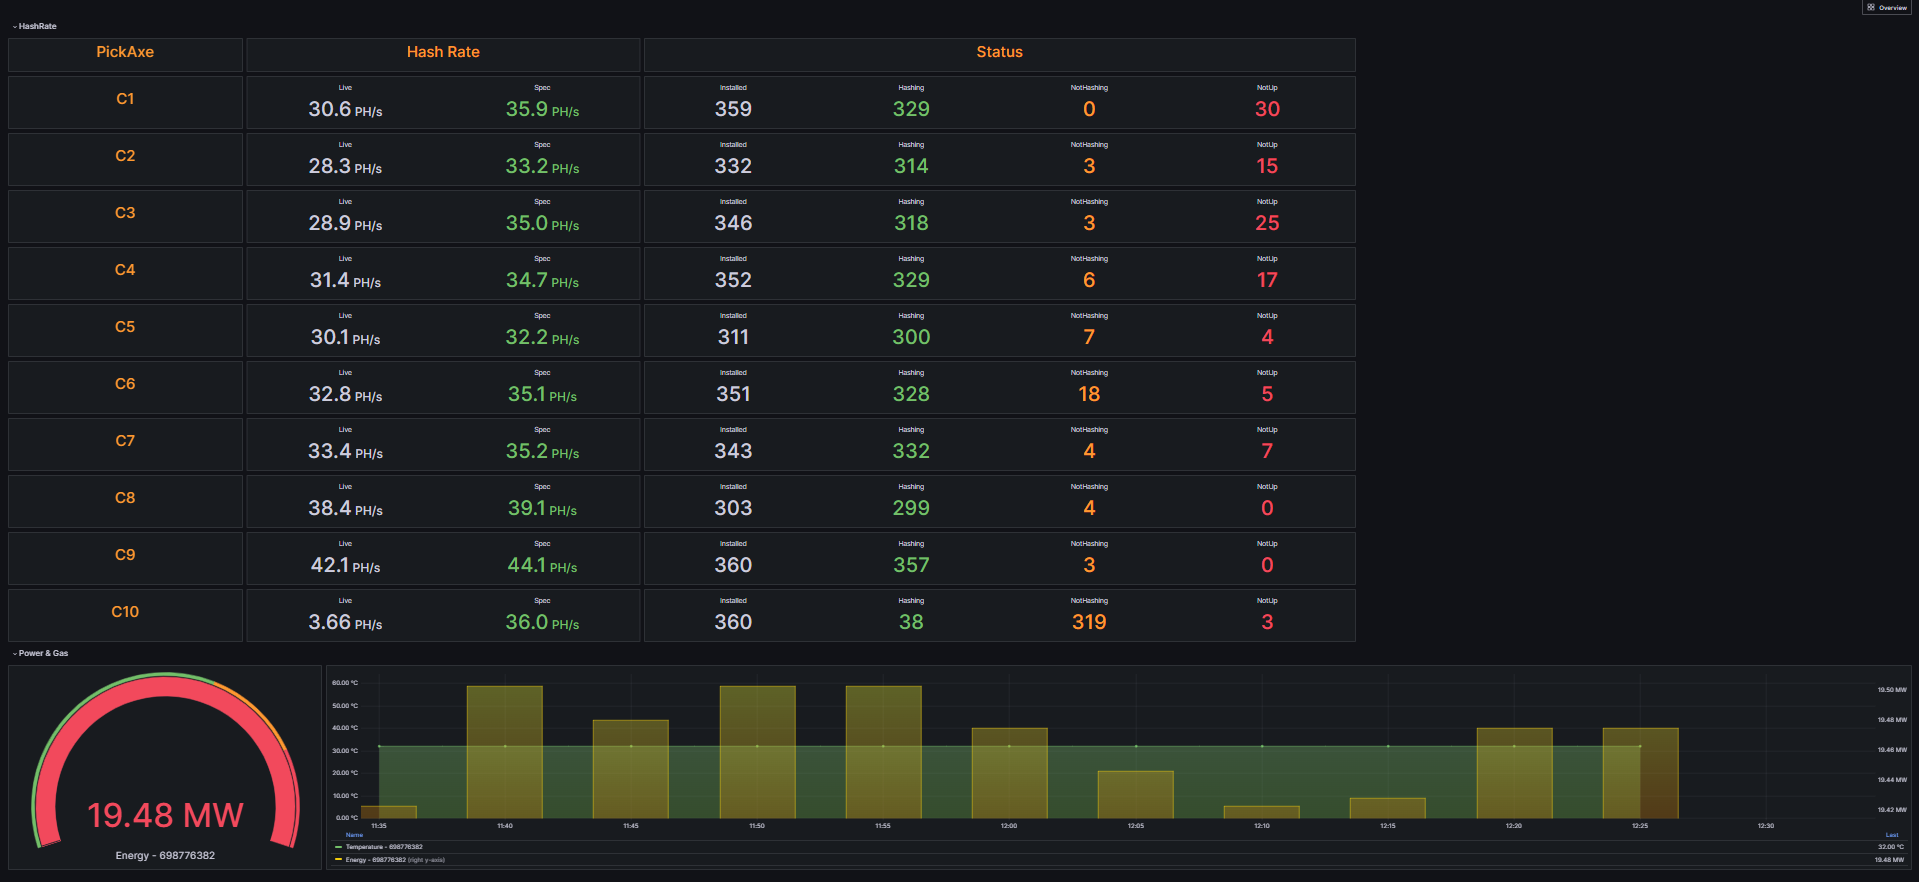 Overview
HashRate
PickAxe Hash Rate Status
Live Spec Installed Hashing NotHashing NotUp
C1 30.6 PH/s 35.9 PH/s 359 329 0 30
Live Spec Installed Hashing NotHashing NotUp
C2 28.3 PH/s 33.2 PH/s 332 314 3 15
Live Spec Installed Hashing NotHashing NotUp
C3 28.9 PH/s 35.0 PH/s 346 318 3 25
Live Spec Installed Hashing NotHashing NotUp
C4 31.4 PH/s 34.7 PH/s 352 329 6 17
Live Spec Installed Hashing NotHashing NotUp
C5 30.1 PH/s 32.2 PH/s 311 300 7 4
Live Spec Installed Hashing NotHashing NotUp
C6 32.8 PH/s 35.1 PH/s 351 328 18 5
Live Spec Installed Hashing NotHashing NotUp
C7 33.4 PH/s 35.2 PH/s 343 332 4 7
Live Spec Installed Hashing NotHashing NotUp
C8 38.4 PH/s 39.1 PH/s 303 299 4 0
Live Spec Installed Hashing NotHashing NotUp
C9 42.1 PH/s 44.1 PH/s 360 357 3 0
Live Spec Installed Hashing NotHashing NotUp
C10 3.66 PH/s 36.0 PH/s 360 38 319 3
Power & Gas
19.48 MW
Energy - 698776382
60.00 °C
50.00 °C
40.00 °C
30.00 °C
20.00 °C
10.00 °C
0.00 °C
19.50 MW
19.48 MW
19.46 MW
19.44 MW
19.42 MW
11:35 11:40 11:45 11:50 11:55 12:00 12:05 12:10 12:15 12:20 12:25 12:30
Name Last
Temperature - 698776382 32.00 °C
Energy - 698776382 (right y-axis) 19.48 MW